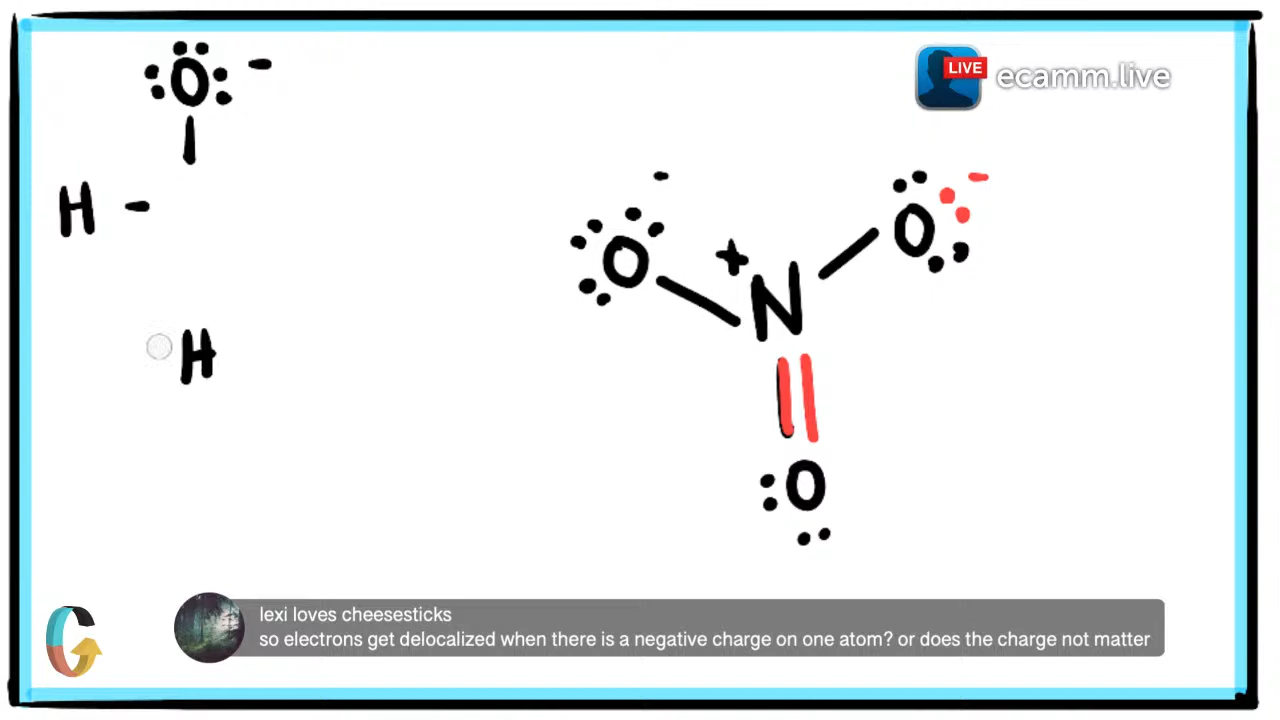 O -
LIVE
ecamm.live
H -
-
O
+
N
O
-
H
O
lexi loves cheesesticks
so electrons get delocalized when there is a negative charge on one atom? or does the charge not matter